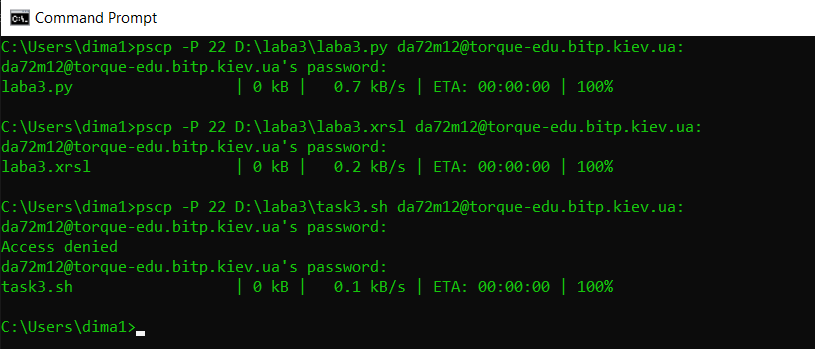 Command Prompt
C:\Users\dima1>pscp -P 22 D:\laba3\laba3.py da72m12@torque-edu.bitp.kiev.ua:
da72m12@torque-edu.bitp.kiev.ua's password:
laba3.py                  | 0 kB |   0.7 kB/s | ETA: 00:00:00 | 100%
C:\Users\dima1>pscp -P 22 D:\laba3\laba3.xrsl da72m12@torque-edu.bitp.kiev.ua:
da72m12@torque-edu.bitp.kiev.ua's password:
laba3.xrsl                | 0 kB |   0.2 kB/s | ETA: 00:00:00 | 100%
C:\Users\dima1>pscp -P 22 D:\laba3\task3.sh da72m12@torque-edu.bitp.kiev.ua:
da72m12@torque-edu.bitp.kiev.ua's password:
Access denied
da72m12@torque-edu.bitp.kiev.ua's password:
task3.sh                  | 0 kB |   0.1 kB/s | ETA: 00:00:00 | 100%
C:\Users\dima1>